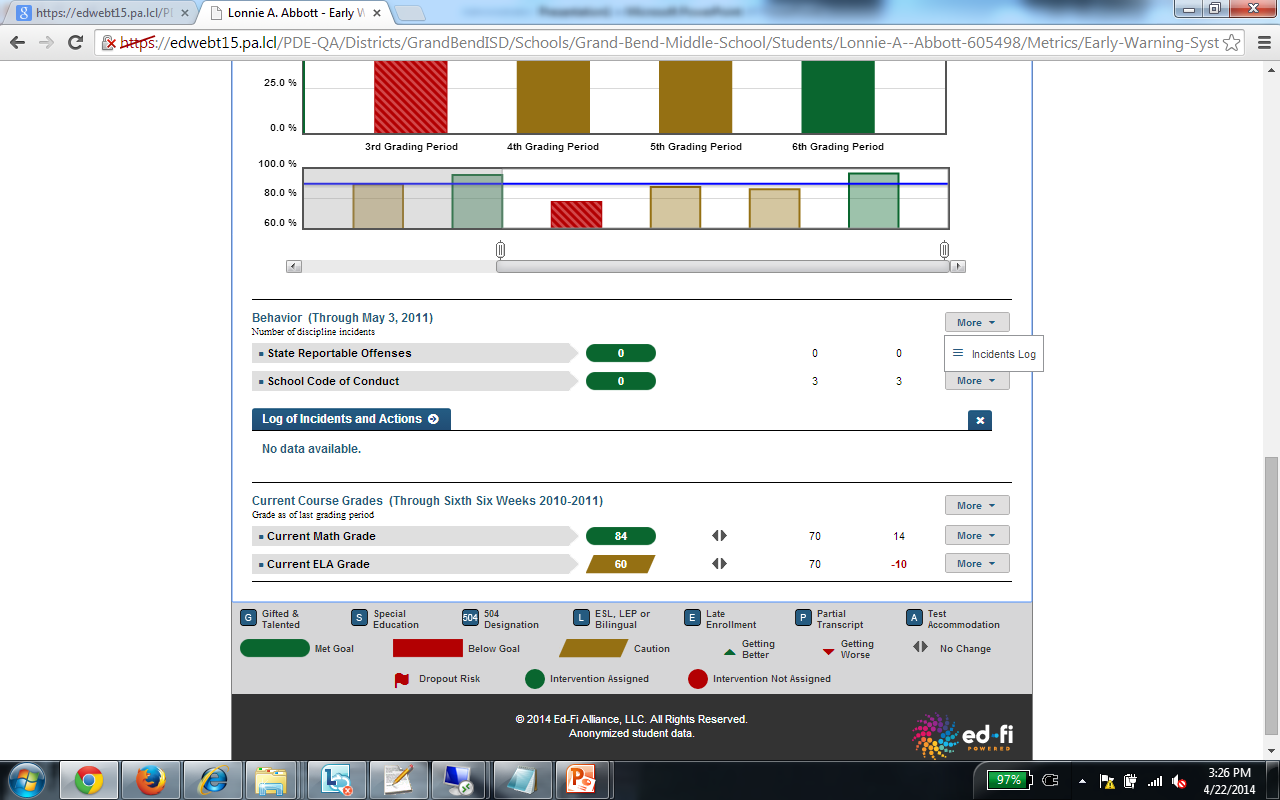 https://edwebt15.pa.lcl/PD
Lonnie A. Abbott - Early W
Presentation1 - Microsoft PowerPoint
https://edwebt15.pa.lcl/PDE-QA/Districts/GrandBendISD/Schools/Grand-Bend-Middle-School/Students/Lonnie-A--Abbott-605498/Metrics/Early-Warning-Syst
25.0 %
0.0 %
3rd Grading Period 4th Grading Period 5th Grading Period 6th Grading Period
100.0 %
80.0 %
60.0 %
Behavior (Through May 3, 2011)
Number of discipline incidents
More
State Reportable Offenses 0 0 0
Incidents Log
School Code of Conduct 0 3 3 More
Log of Incidents and Actions
No data available.
Current Course Grades (Through Sixth Six Weeks 2010-2011)
Grade as of last grading period
More
Current Math Grade 84 70 14 More
Current ELA Grade 60 70 -10 More
G Gifted & Talented
S Special Education
504 504 Designation
L ESL, LEP or Bilingual
E Late Enrollment
P Partial Transcript
A Test Accommodation
Met Goal
Below Goal
Caution
Getting Better
Getting Worse
No Change
Dropout Risk
Intervention Assigned
Intervention Not Assigned
© 2014 Ed-Fi Alliance, LLC. All Rights Reserved.
Anonymized student data.
ed-fi
POWERED
97%
3:26 PM
4/22/2014